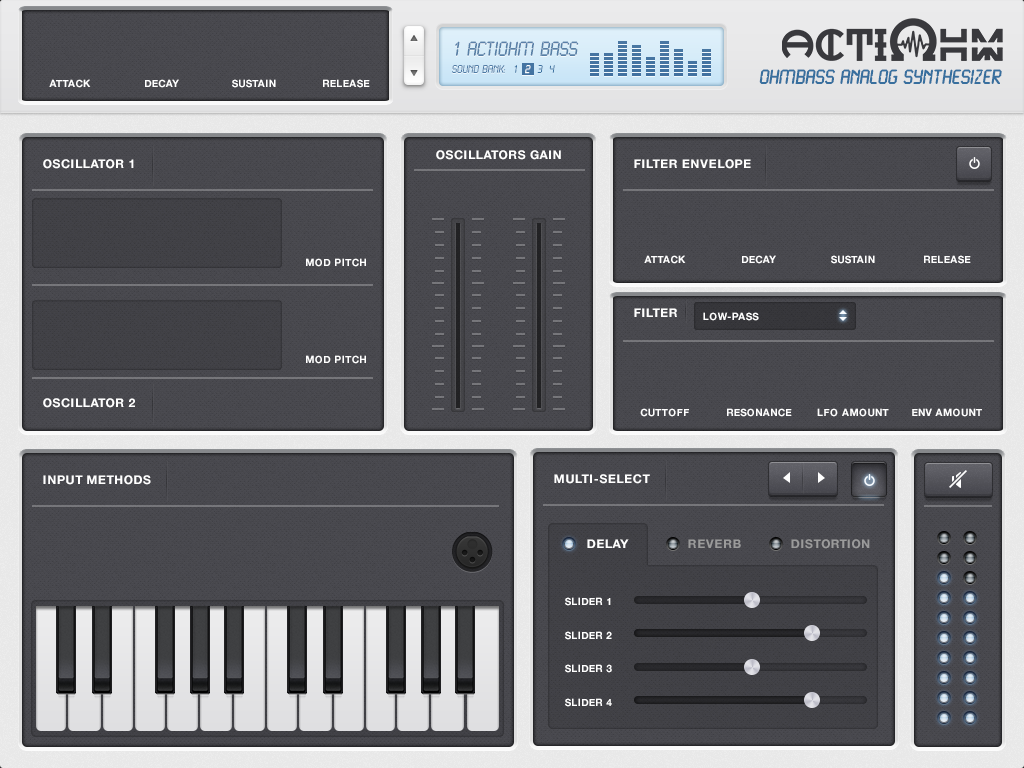 ATTACK DECAY SUSTAIN RELEASE
1 ACTIOHM BASS
SOUND BANK: 1 2 3 4
ACTIOHM
OHMBASS ANALOG SYNTHESIZER
OSCILLATOR 1
MOD PITCH
MOD PITCH
OSCILLATOR 2
OSCILLATORS GAIN
FILTER ENVELOPE
ATTACK DECAY SUSTAIN RELEASE
FILTER LOW-PASS
CUTTOFF RESONANCE LFO AMOUNT ENV AMOUNT
INPUT METHODS
MULTI-SELECT
DELAY REVERB DISTORTION
SLIDER 1
SLIDER 2
SLIDER 3
SLIDER 4